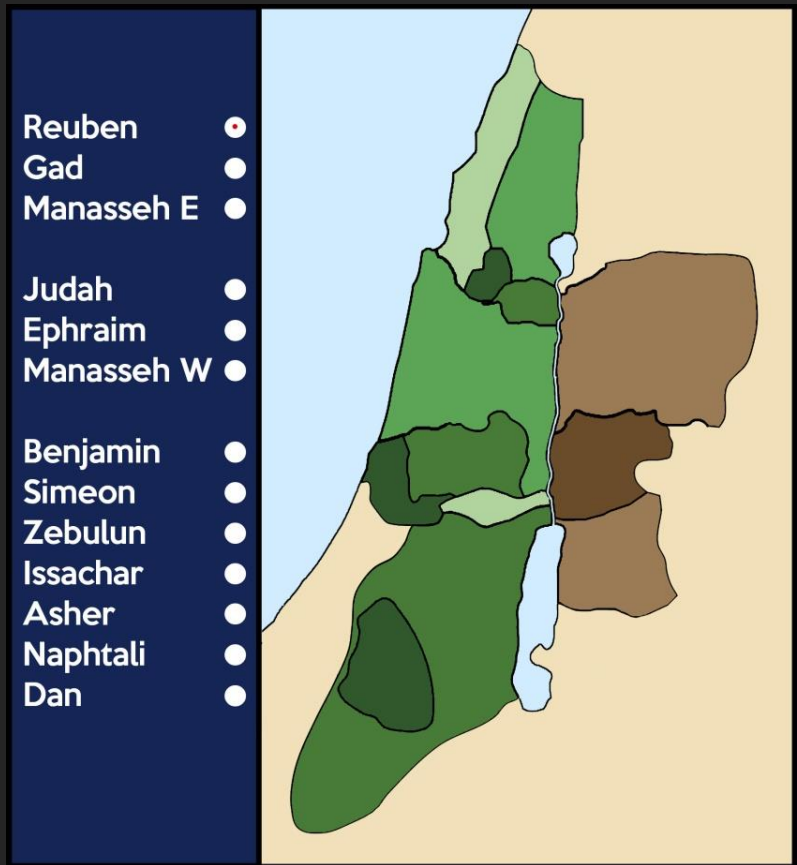 Reuben
Gad
Manasseh E
Judah
Ephraim
Manasseh W
Benjamin
Simeon
Zebulun
Issachar
Asher
Naphtali
Dan